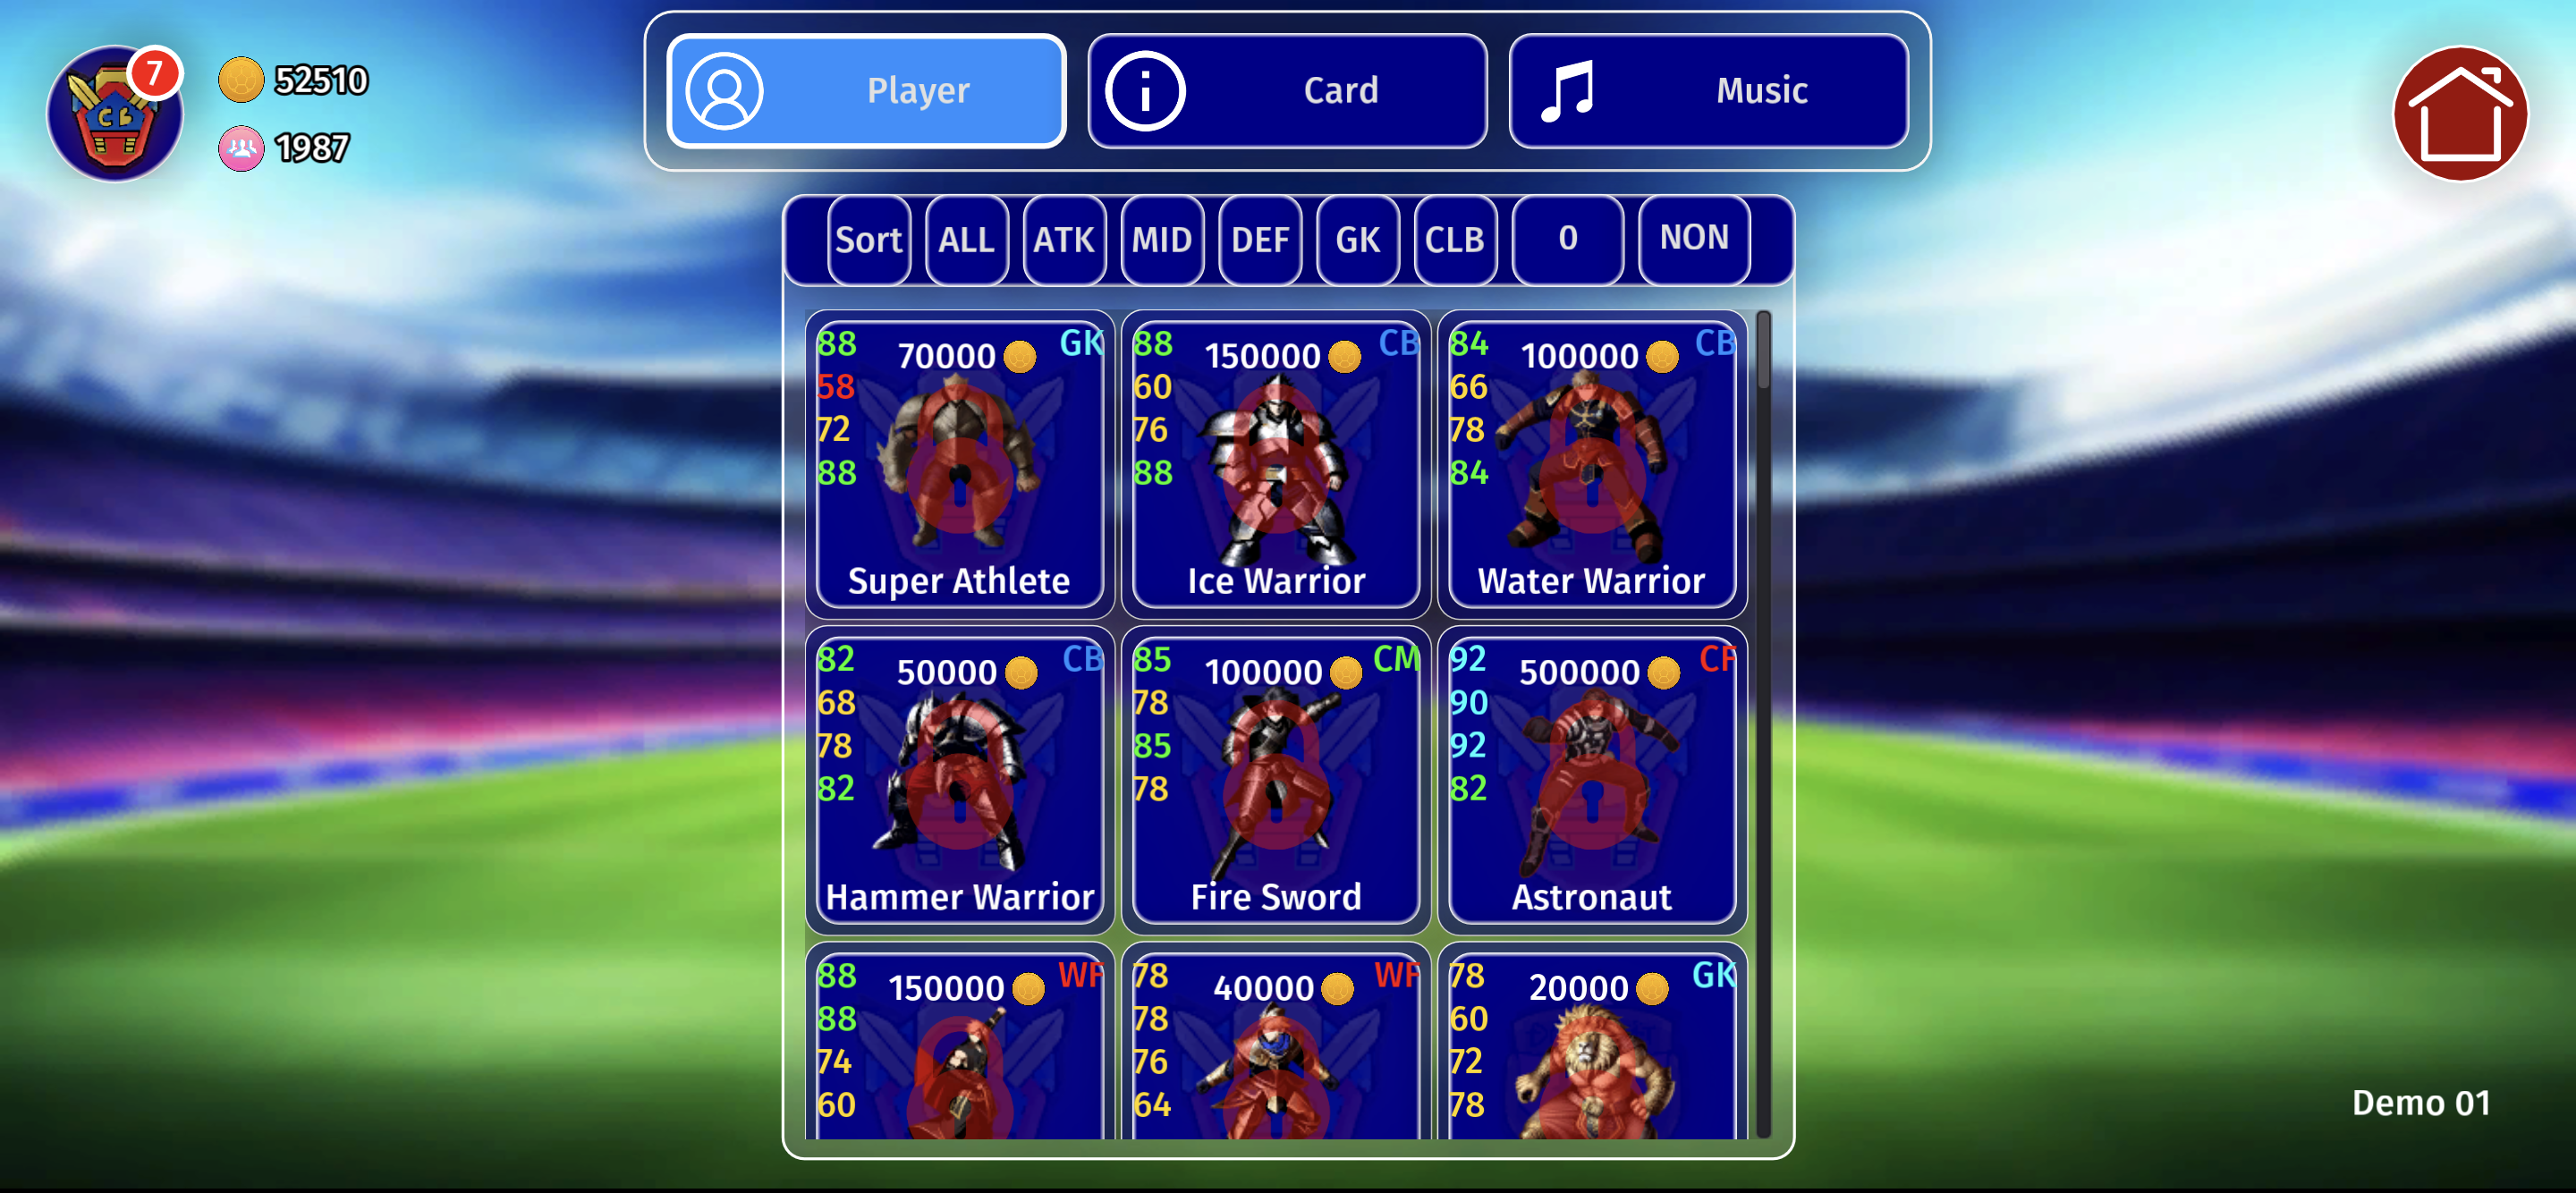 7
52510
1987
Player
Card
Music
Sort
ALL
ATK
MID
DEF
GK
CLB
0
NON
88
58
72
88
70000
GK
Super Athlete
88
60
76
88
150000
CB
Ice Warrior
84
66
78
84
100000
CB
Water Warrior
82
68
78
82
50000
CB
Hammer Warrior
85
78
85
78
100000
CM
Fire Sword
92
90
92
82
500000
CF
Astronaut
88
88
74
60
150000
WF
78
78
76
64
40000
WF
78
60
72
78
20000
GK
Demo 01
CB